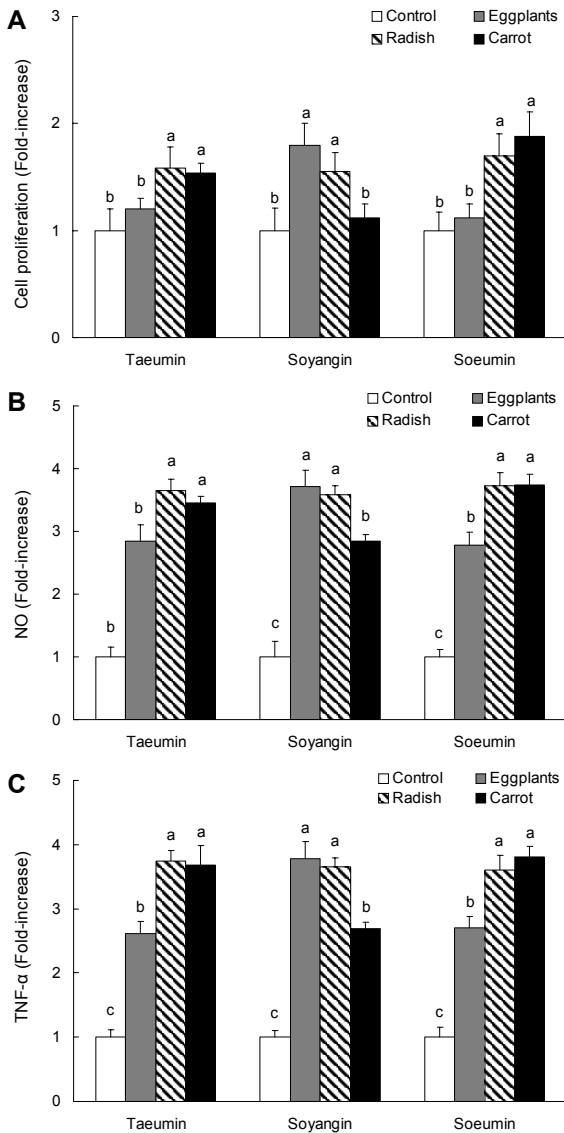 A
Control Eggplants
Radish Carrot
Cell proliferation (Fold-increase)
3
2
1
0
b b a a
b a a b
b b a a
Taeumin Soyangin Soeumin
B
Control Eggplants
Radish Carrot
NO (Fold-increase)
5
4
3
2
1
0
b b a a
c a a b
c b a a
Taeumin Soyangin Soeumin
C
Control Eggplants
Radish Carrot
TNF-α (Fold-increase)
5
4
3
2
1
0
c b a a
c a a b
c b a a
Taeumin Soyangin Soeumin